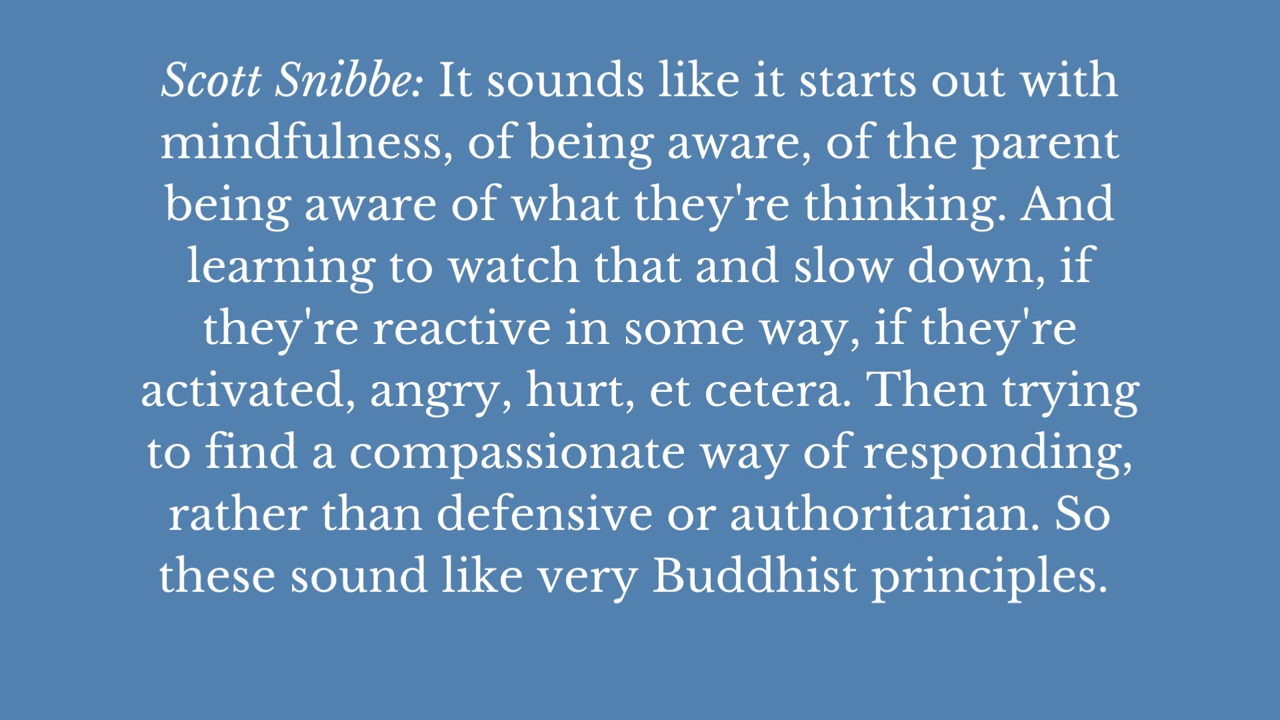 Scott Snibbe: It sounds like it starts out with
mindfulness, of being aware, of the parent
being aware of what they're thinking. And
learning to watch that and slow down, if
they're reactive in some way, if they're
activated, angry, hurt, et cetera. Then trying
to find a compassionate way of responding,
rather than defensive or authoritarian. So
these sound like very Buddhist principles.